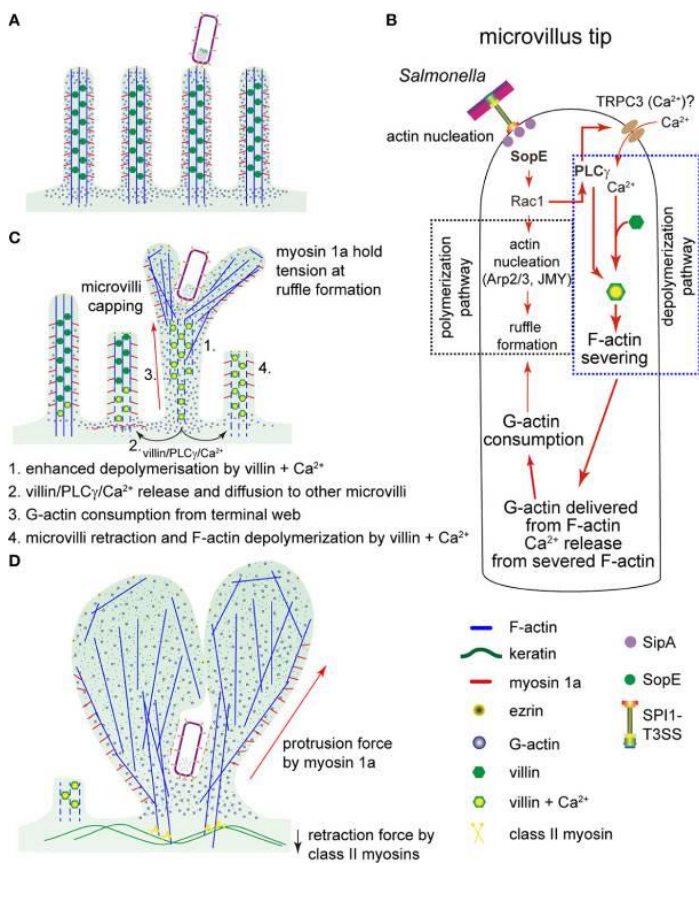 A
B
microvillus tip
Salmonella
TRPC3 (Ca²⁺)?
Ca²⁺
actin nucleation
SopE
PLCγ
Ca²⁺
Rac1
polymerization
pathway
actin
nucleation
(Arp2/3, JMY)
ruffle
formation
depolymerization
pathway
F-actin
severing
G-actin
consumption
G-actin delivered
from F-actin
Ca²⁺ release
from severed F-actin
C
myosin 1a hold
tension at
ruffle formation
microvilli
capping
1.
3.
4.
2.
villin/PLCγ/Ca²⁺
1. enhanced depolymerisation by villin + Ca²⁺
2. villin/PLCγ/Ca²⁺ release and diffusion to other microvilli
3. G-actin consumption from terminal web
4. microvilli retraction and F-actin depolymerization by villin + Ca²⁺
D
protrusion force
by myosin 1a
retraction force by
class II myosins
F-actin
keratin
myosin 1a
ezrin
G-actin
villin
villin + Ca²⁺
class II myosin
SipA
SopE
SPI1-
T3SS